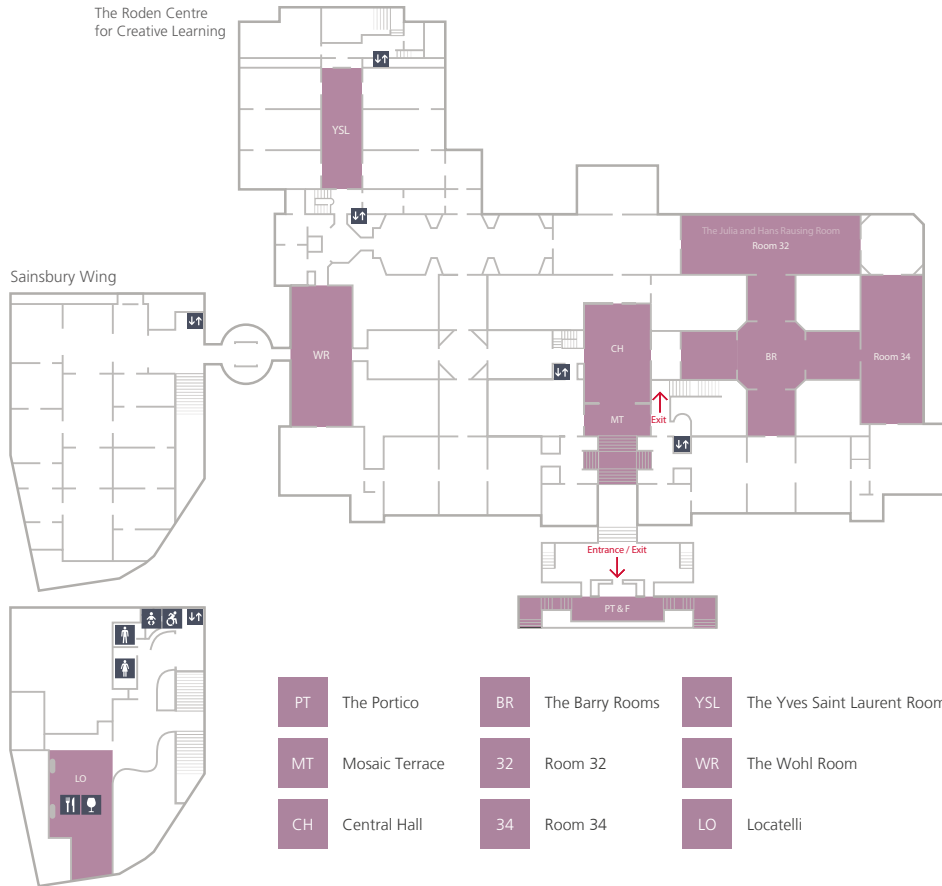 The Roden Centre
for Creative Learning
YSL
The Julia and Hans Rausing Room
Room 32
Sainsbury Wing
WR
CH
BR
Room 34
MT
Exit
Entrance / Exit
PT & F
LO
PT The Portico
BR The Barry Rooms
YSL The Yves Saint Laurent Room
MT Mosaic Terrace
32 Room 32
WR The Wohl Room
CH Central Hall
34 Room 34
LO Locatelli